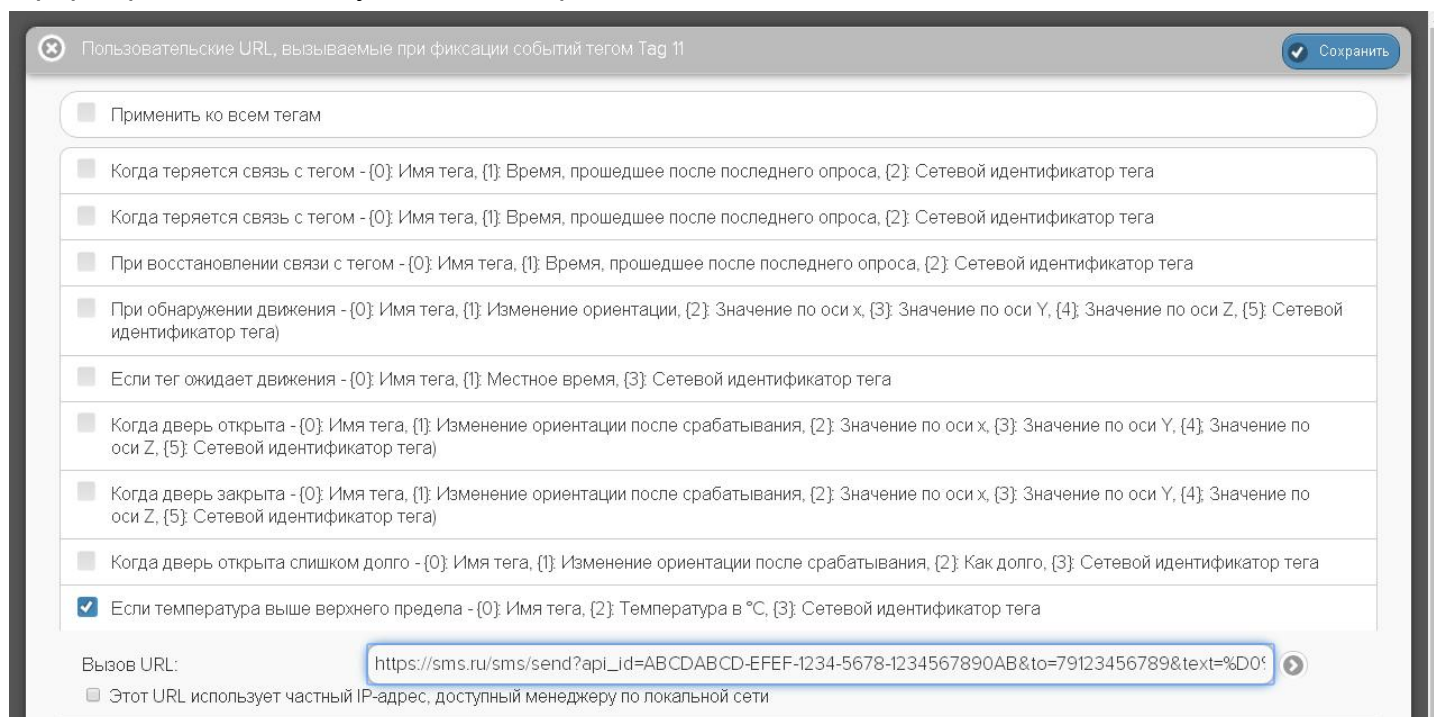 Пользовательские URL, вызываемые при фиксации событий тегом Tag 11
Сохранить
Применить ко всем тегам
Когда теряется связь с тегом - {0}: Имя тега, {1}: Время, прошедшее после последнего опроса, {2}: Сетевой идентификатор тега
Когда теряется связь с тегом - {0}: Имя тега, {1}: Время, прошедшее после последнего опроса, {2}: Сетевой идентификатор тега
При восстановлении связи с тегом - {0}: Имя тега, {1}: Время, прошедшее после последнего опроса, {2}: Сетевой идентификатор тега
При обнаружении движения - {0}: Имя тега, {1}: Изменение ориентации, {2}: Значение по оси x, {3}: Значение по оси Y, {4}; Значение по оси Z, {5}: Сетевой
идентификатор тега)
Если тег ожидает движения - {0}: Имя тега, {1}: Местное время, {3}: Сетевой идентификатор тега
Когда дверь открыта - {0}: Имя тега, {1}: Изменение ориентации после срабатывания, {2}: Значение по оси x, {3}: Значение по оси Y, {4}; Значение по
оси Z, {5}: Сетевой идентификатор тега)
Когда дверь закрыта - {0}: Имя тега, {1}: Изменение ориентации после срабатывания, {2}: Значение по оси x, {3}: Значение по оси Y, {4}; Значение по
оси Z, {5}: Сетевой идентификатор тега)
Когда дверь открыта слишком долго - {0}: Имя тега, {1}: Изменение ориентации после срабатывания, {2}: Как долго, {3}: Сетевой идентификатор тега
Если температура выше верхнего предела - {0}: Имя тега, {2}: Температура в °C, {3}: Сетевой идентификатор тега
Вызов URL: https://sms.ru/sms/send?api_id=ABCDABCD-EFEF-1234-5678-1234567890AB&to=79123456789&text=%D0%
Этот URL использует частный IP-адрес, доступный менеджеру по локальной сети